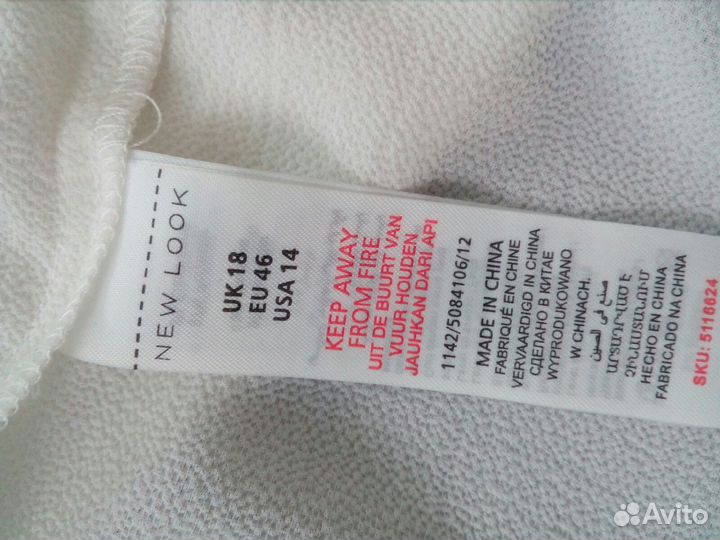 NEW LOOK
UK 18
EU 46
USA 14
KEEP AWAY
FROM FIRE
UIT DE BUURT VAN
VUUR HOUDEN
JAUHKAN DARI API
1142/5084106/12
MADE IN CHINA
FABRIQUÉ EN CHINE
VERVAARDIGD IN CHINA
СДЕЛАНО В КИТАЕ
WYPRODUKOWANO
W CHINACH.
صنع في الصين
ԱՐՏԱԴՐՎԱԾ Է
ՉԻՆԱՍՏԱՆՈՒՄ
HECHO EN CHINA
FABRICADO NA CHINA
SKU: 5116624
Avito